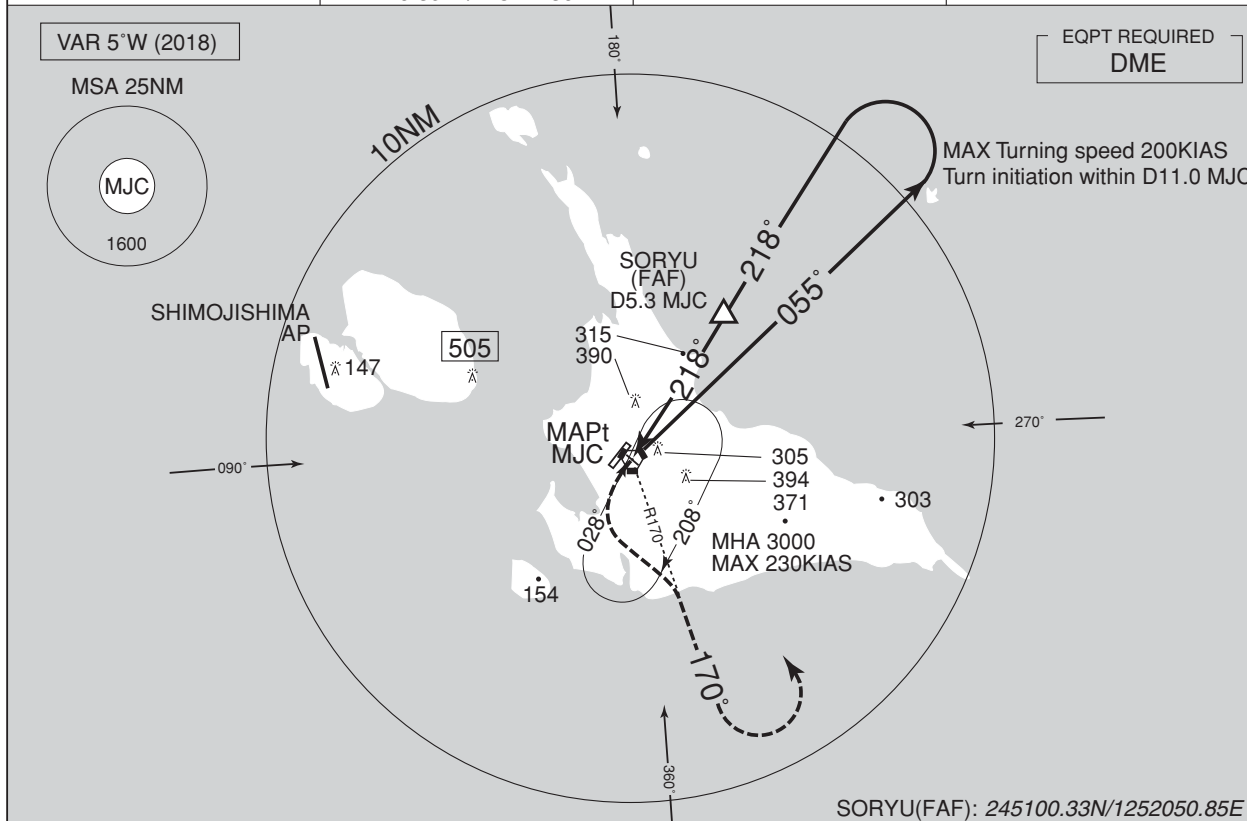 VAR 5°W (2018)
MSA 25NM
MJC
1600
10NM
180°
EQPT REQUIRED
DME
MAX Turning speed 200KIAS
Turn initiation within D11.0 MJC
218°
055°
SORYU
(FAF)
D5.3 MJC
SHIMOJISHIMA
AP
147
505
315
390
218°
MAPt
MJC
270°
090°
305
394
371
303
028°
R170
208°
MHA 3000
MAX 230KIAS
154
170°
360°
SORYU(FAF): 245100.33N/1252050.85E